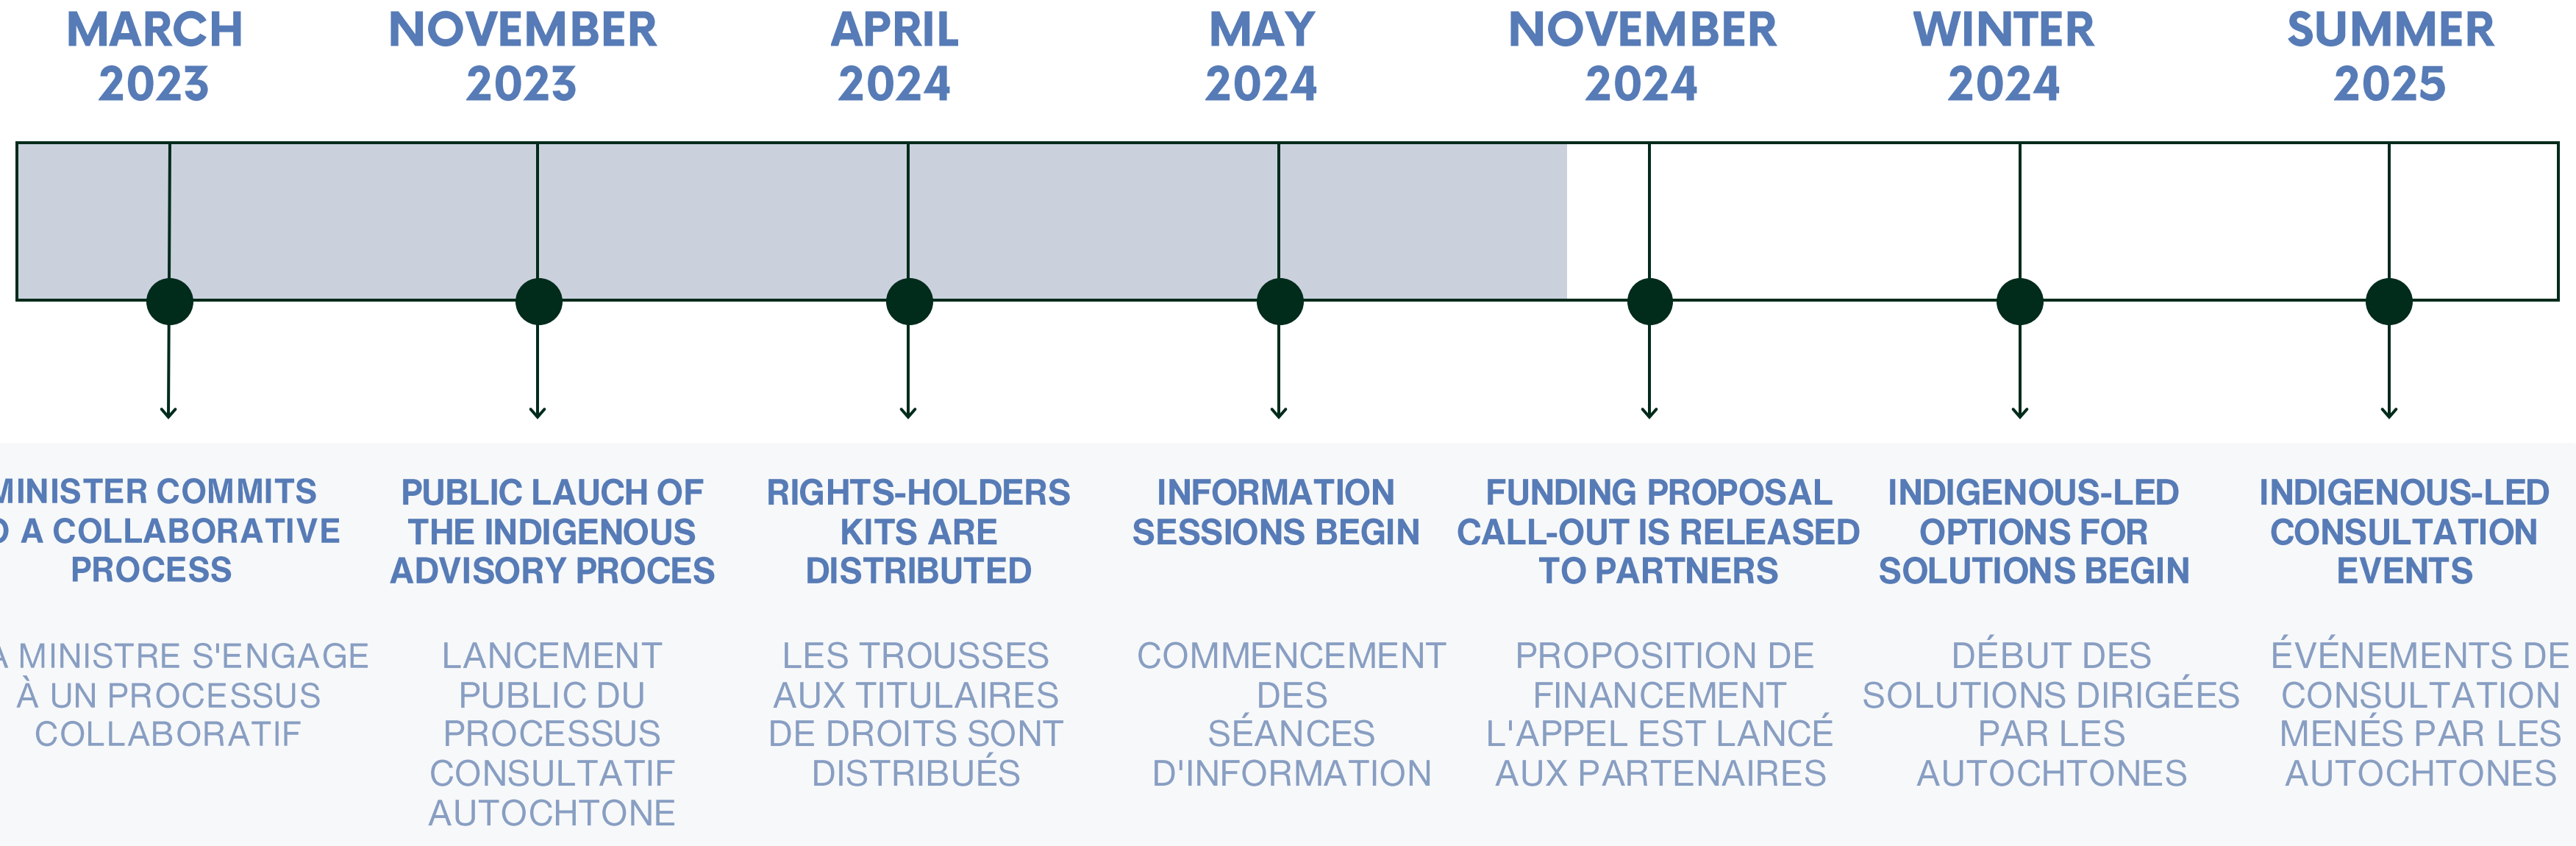 MARCH
2023
NOVEMBER
2023
APRIL
2024
MAY
2024
NOVEMBER
2024
WINTER
2024
SUMMER
2025
MINISTER COMMITS
A COLLABORATIVE
PROCESS
PUBLIC LAUCH OF
THE INDIGENOUS
ADVISORY PROCES
RIGHTS-HOLDERS
KITS ARE
DISTRIBUTED
INFORMATION
SESSIONS BEGIN
FUNDING PROPOSAL
CALL-OUT IS RELEASED
TO PARTNERS
INDIGENOUS-LED
OPTIONS FOR
SOLUTIONS BEGIN
INDIGENOUS-LED
CONSULTATION
EVENTS
MINISTRE S'ENGAGE
À UN PROCESSUS
COLLABORATIF
LANCEMENT
PUBLIC DU
PROCESSUS
CONSULTATIF
AUTOCHTONE
LES TROUSSES
AUX TITULAIRES
DE DROITS SONT
DISTRIBUÉS
COMMENCEMENT
DES
SÉANCES
D'INFORMATION
PROPOSITION DE
FINANCEMENT
L'APPEL EST LANCÉ
AUX PARTENAIRES
DÉBUT DES
SOLUTIONS DIRIGÉES
PAR LES
AUTOCHTONES
ÉVÉNEMENTS DE
CONSULTATION
MENÉS PAR LES
AUTOCHTONES